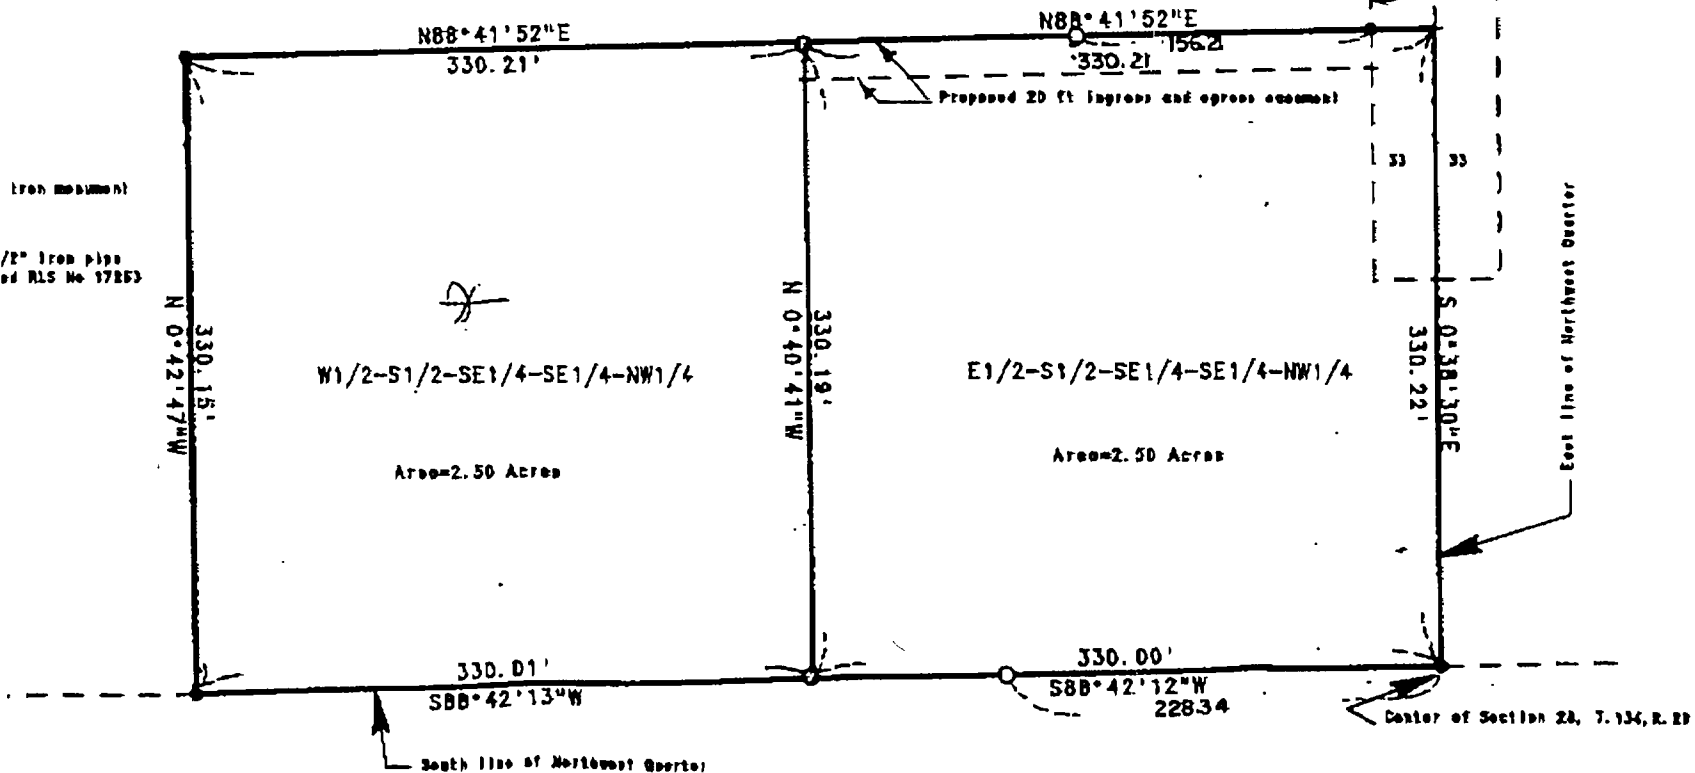 N88°41'52"E
330.21'
N88°41'52"E
156.21
330.21
Proposed 20 ft ingress and egress easement
33
33
Iron monument
/2" Iron pipe
ed RLS No 17253
N 0°42'47"W
330.15'
N 0°40'41"W
330.19'
S 0°38'30"E
330.22'
East line of Northwest Quarter
W1/2-S1/2-SE1/4-SE1/4-NW1/4
Area=2.50 Acres
E1/2-S1/2-SE1/4-SE1/4-NW1/4
Area=2.50 Acres
330.01'
S88°42'13"W
330.00'
S88°42'12"W
228.34
Center of Section 28, T.134, R.
South line of Northwest Quarter